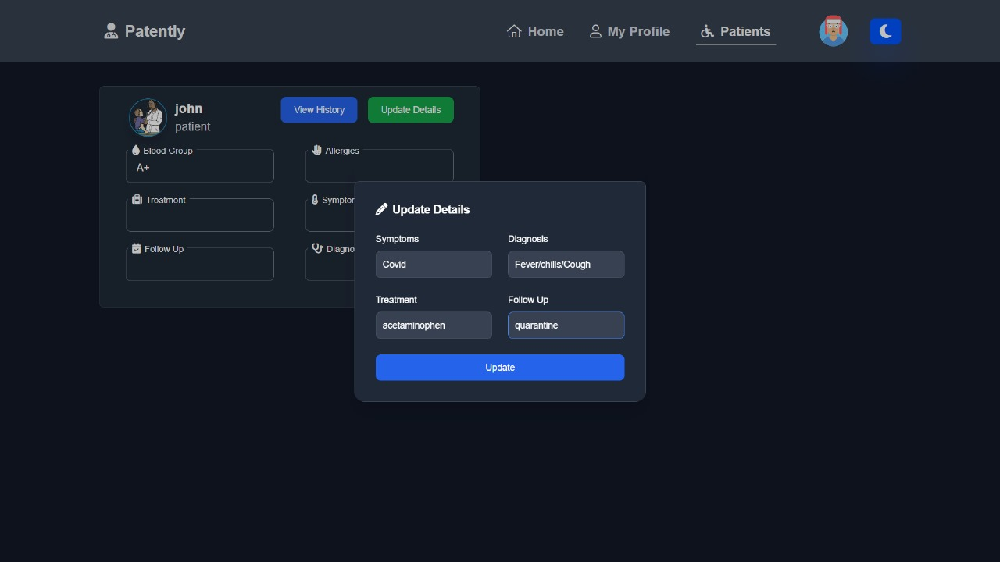 Patently
Home
My Profile
Patients
john
patient
View History
Update Details
Blood Group
A+
Allergies
Treatment
Symptor
Follow Up
Diagno
Update Details
Symptoms
Diagnosis
Covid
Fever/chills/Cough
Treatment
Follow Up
acetaminophen
quarantine
Update